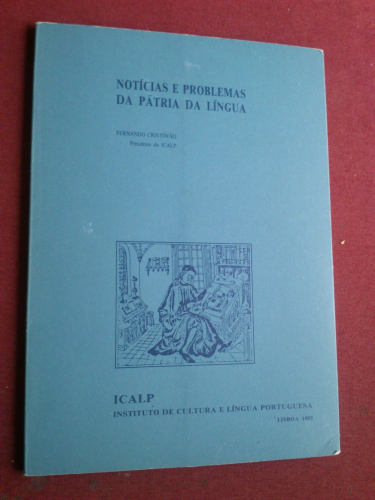 NOTÍCIAS E PROBLEMAS
DA PÁTRIA DA LÍNGUA
FERNANDO CRISTÓVÃO
Presidente do ICALP
ICALP
INSTITUTO DE CULTURA E LÍNGUA PORTUGUESA
LISBOA